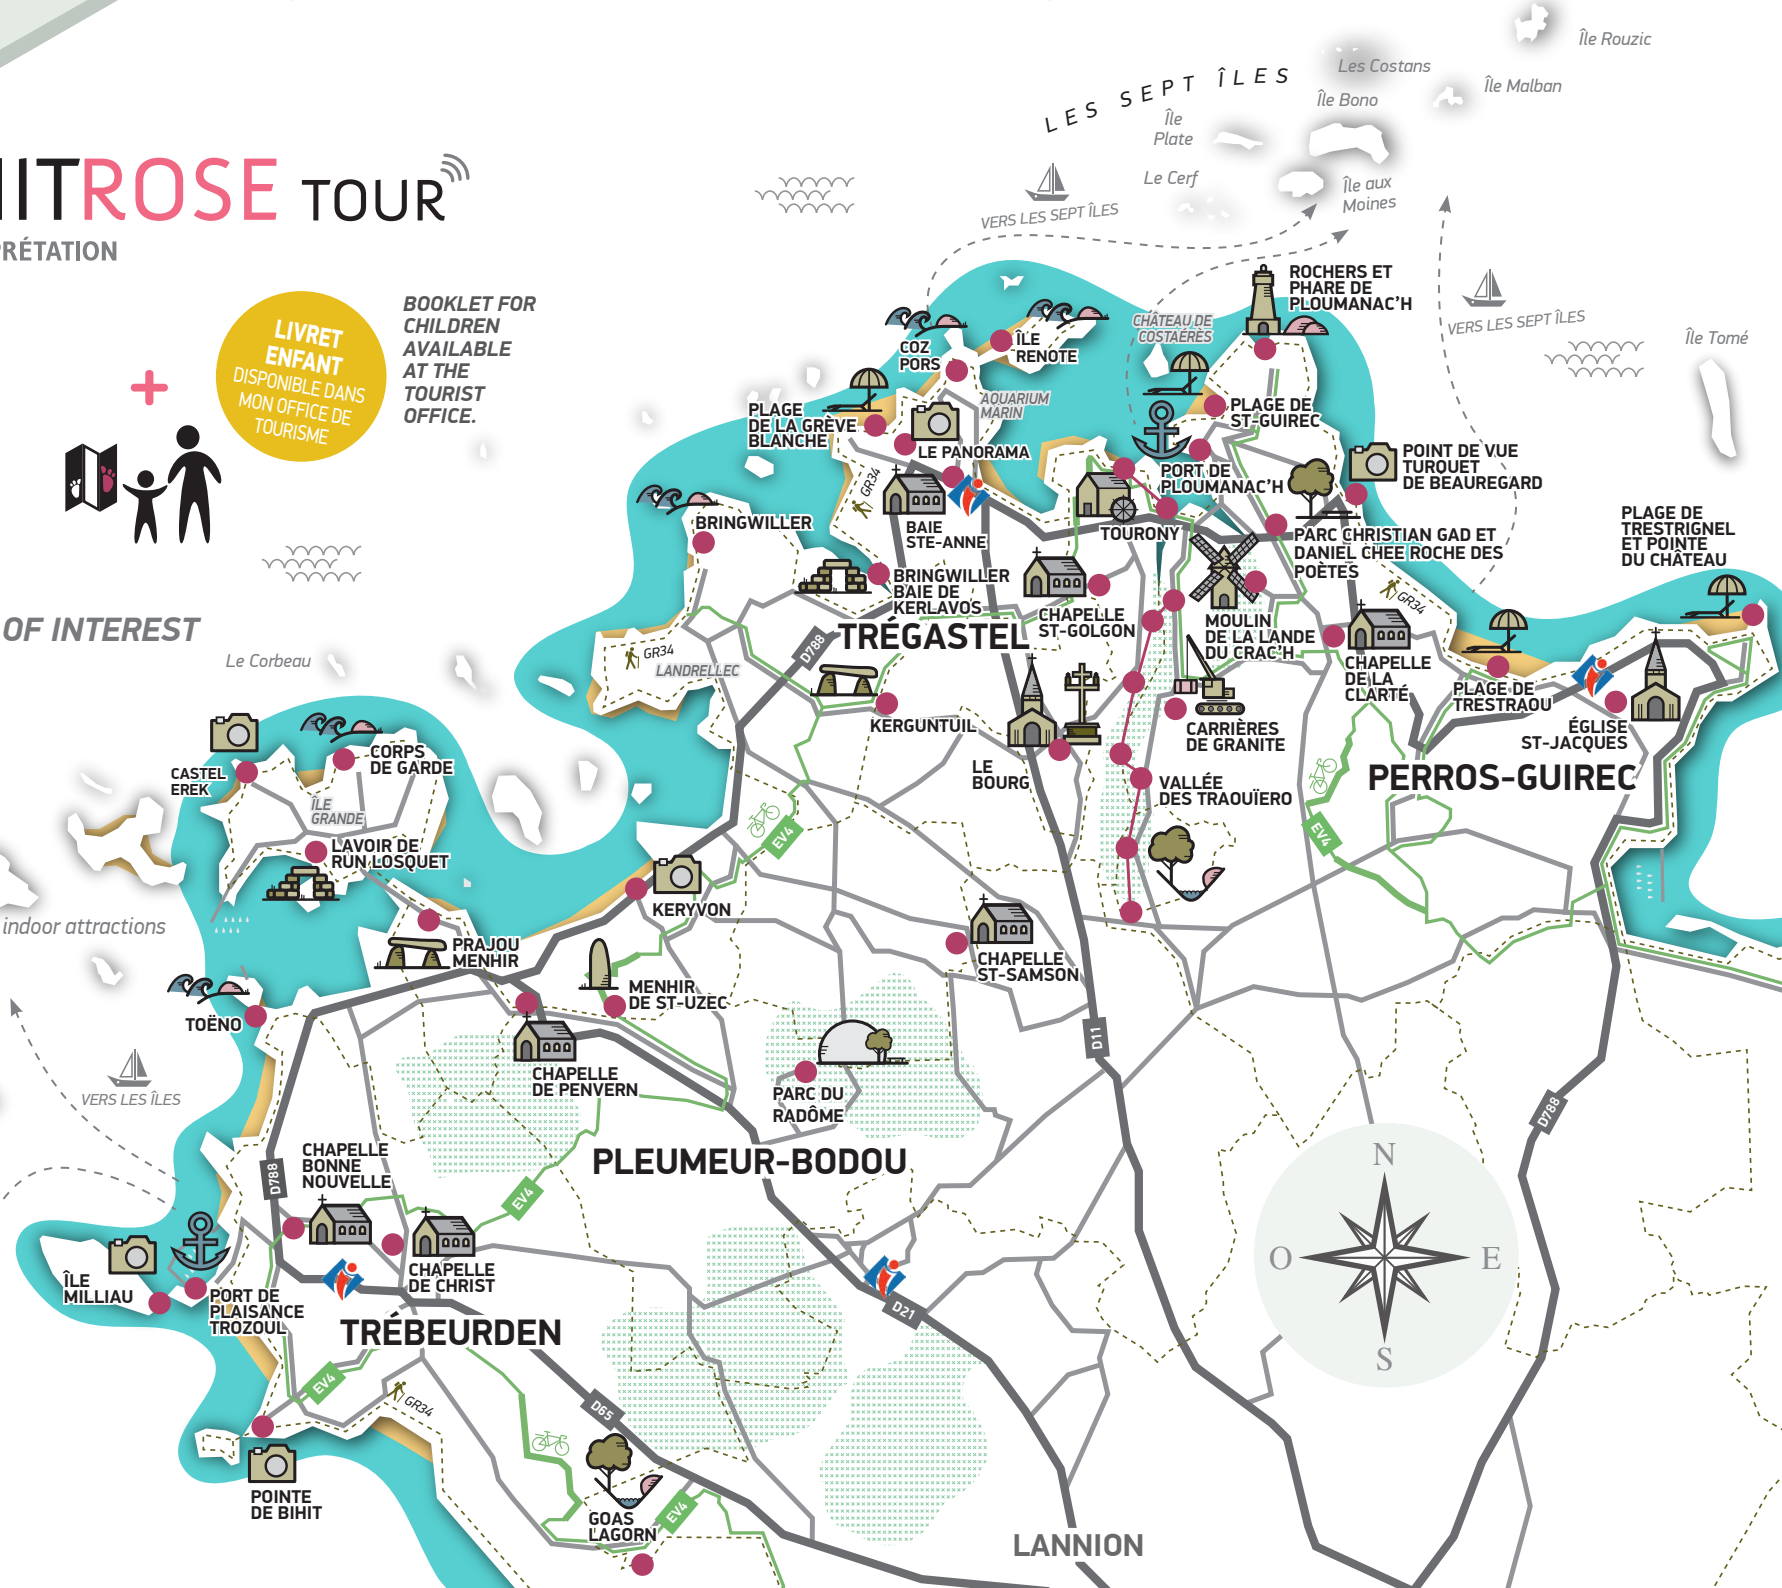 LES SEPT ÎLES
Île Rouzic
Les Costans
Île Malban
Île Bono
Île
Plate
Le Cerf
Île aux
Moines
VERS LES SEPT ÎLES
VERS LES SEPT ÎLES
Île Tomé
ITROSE TOUR
RÉTATION
LIVRET
ENFANT
DISPONIBLE DANS
MON OFFICE DE
TOURISME
BOOKLET FOR
CHILDREN
AVAILABLE
AT THE
TOURIST
OFFICE.
+
ROCHERS ET
PHARE DE
PLOUMANAC'H
CHÂTEAU DE
COSTAÉRÈS
COZ
PORS
ÎLE
RENOTE
AQUARIUM
MARIN
PLAGE
DE LA GRÈVE
BLANCHE
LE PANORAMA
PLAGE DE
ST-GUIREC
PORT DE
PLOUMANAC'H
POINT DE VUE
TURQUET
DE BEAUREGARD
GR34
BRINGWILLER
BAIE
STE-ANNE
TOURONY
PARC CHRISTIAN GAD ET
DANIEL CHEE ROCHE DES
POÈTES
PLAGE DE
TRESTRIGNEL
ET POINTE
DU CHÂTEAU
BRINGWILLER
BAIE DE
KERLAVOS
CHAPELLE
ST-GOLGON
MOULIN
DE LA LANDE
DU CRAC'H
GR34
OF INTEREST
TRÉGASTEL
D788
GR34
LANDRELLEC
Le Corbeau
CHAPELLE
DE LA
CLARTÉ
PLAGE DE
TRESTRAOU
ÉGLISE
ST-JACQUES
KERGUNTUIL
CARRIÈRES
DE GRANITE
LE
BOURG
PERROS-GUIREC
CASTEL
EREK
CORPS
DE GARDE
ÎLE
GRANDE
VALLÉE
DES TRAOUÏERO
EV4
EV4
LAVOIR DE
RUN LOSQUET
KERYVON
indoor attractions
PRAJOU
MENHIR
CHAPELLE
ST-SAMSON
MENHIR
DE ST-UZEC
TOËNO
D11
CHAPELLE
DE PENVERN
PARC DU
RADÔME
VERS LES ÎLES
D788
CHAPELLE
BONNE
NOUVELLE
D788
PLEUMEUR-BODOU
EV4
N
O
E
S
CHAPELLE
DE CHRIST
ÎLE
MILLIAU
PORT DE
PLAISANCE
TROZOUL
D21
TRÉBEURDEN
EV4
GR34
D65
POINTE
DE BIHIT
GOAS
LAGORN
EV4
LANNION